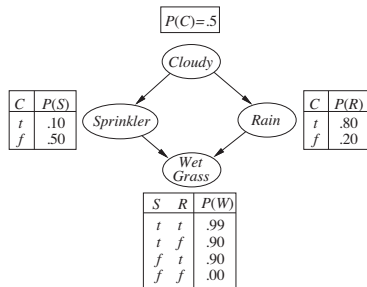 P(C)=.5
Cloudy
C P(S)
t .10
f .50
Sprinkler
Rain
C P(R)
t .80
f .20
Wet
Grass
S R P(W)
t t .99
t f .90
f t .90
f f .00